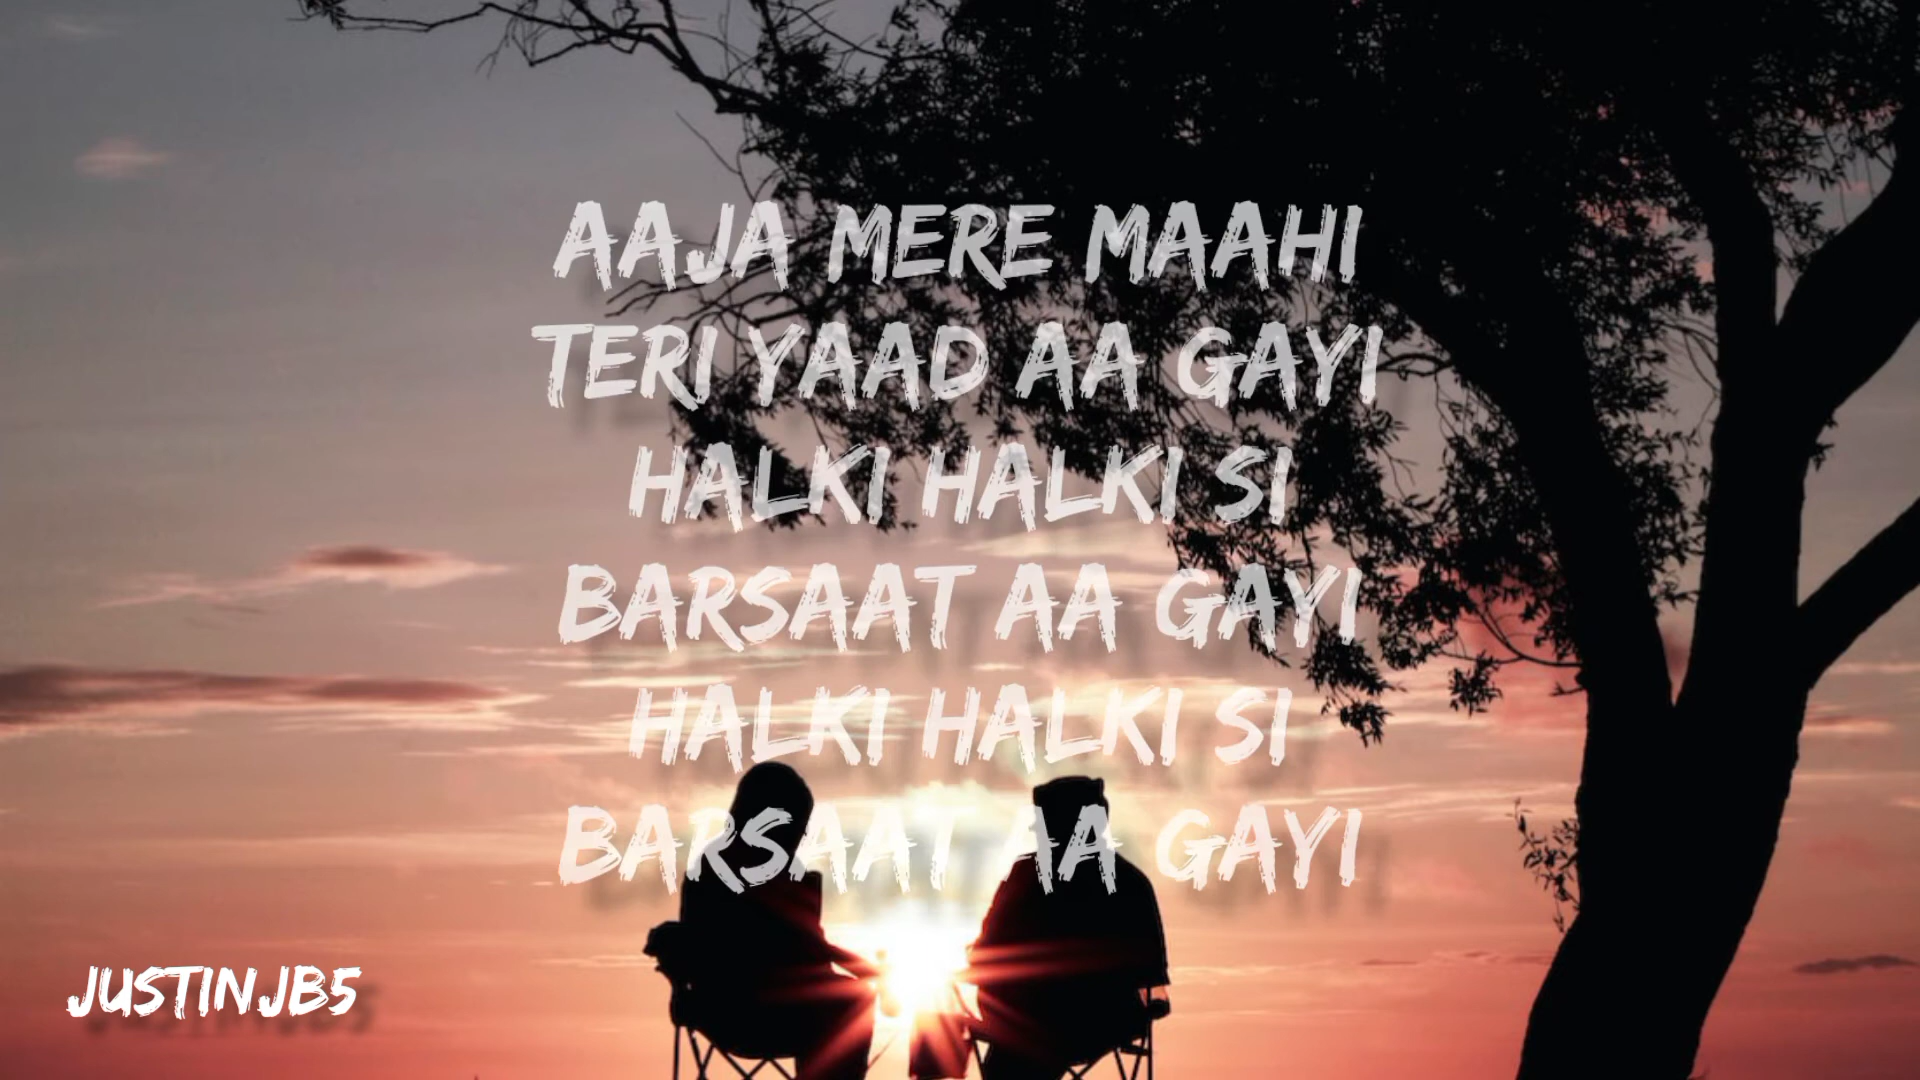 AAJA MERE MAAHI
TERI YAAD AA GAYI
HALKI HALKI SI
BARSAAT AA GAYI
HALKI HALKI SI
BARSAAT AA GAYI
JUSTINJB5